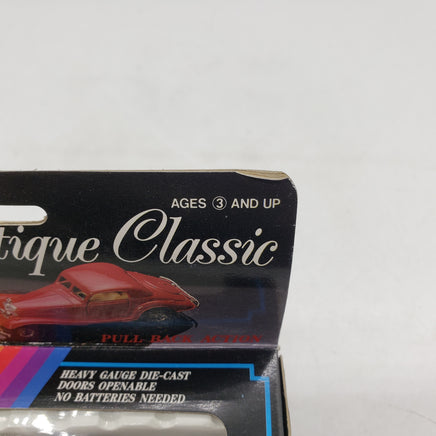 AGES ③ AND UP
tique Classic
PULL BACK ACTION
HEAVY GAUGE DIE-CAST
DOORS OPENABLE
NO BATTERIES NEEDED